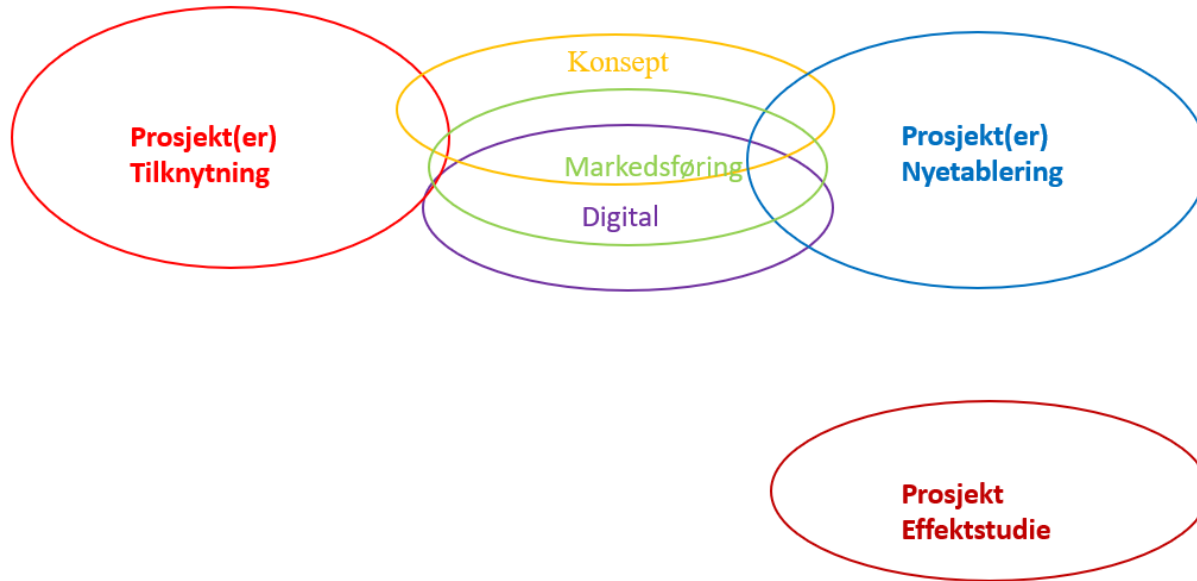 Konsept
Prosjekt(er)
Tilknytning
Markedsføring
Digital
Prosjekt(er)
Nyetablering
Prosjekt
Effektstudie